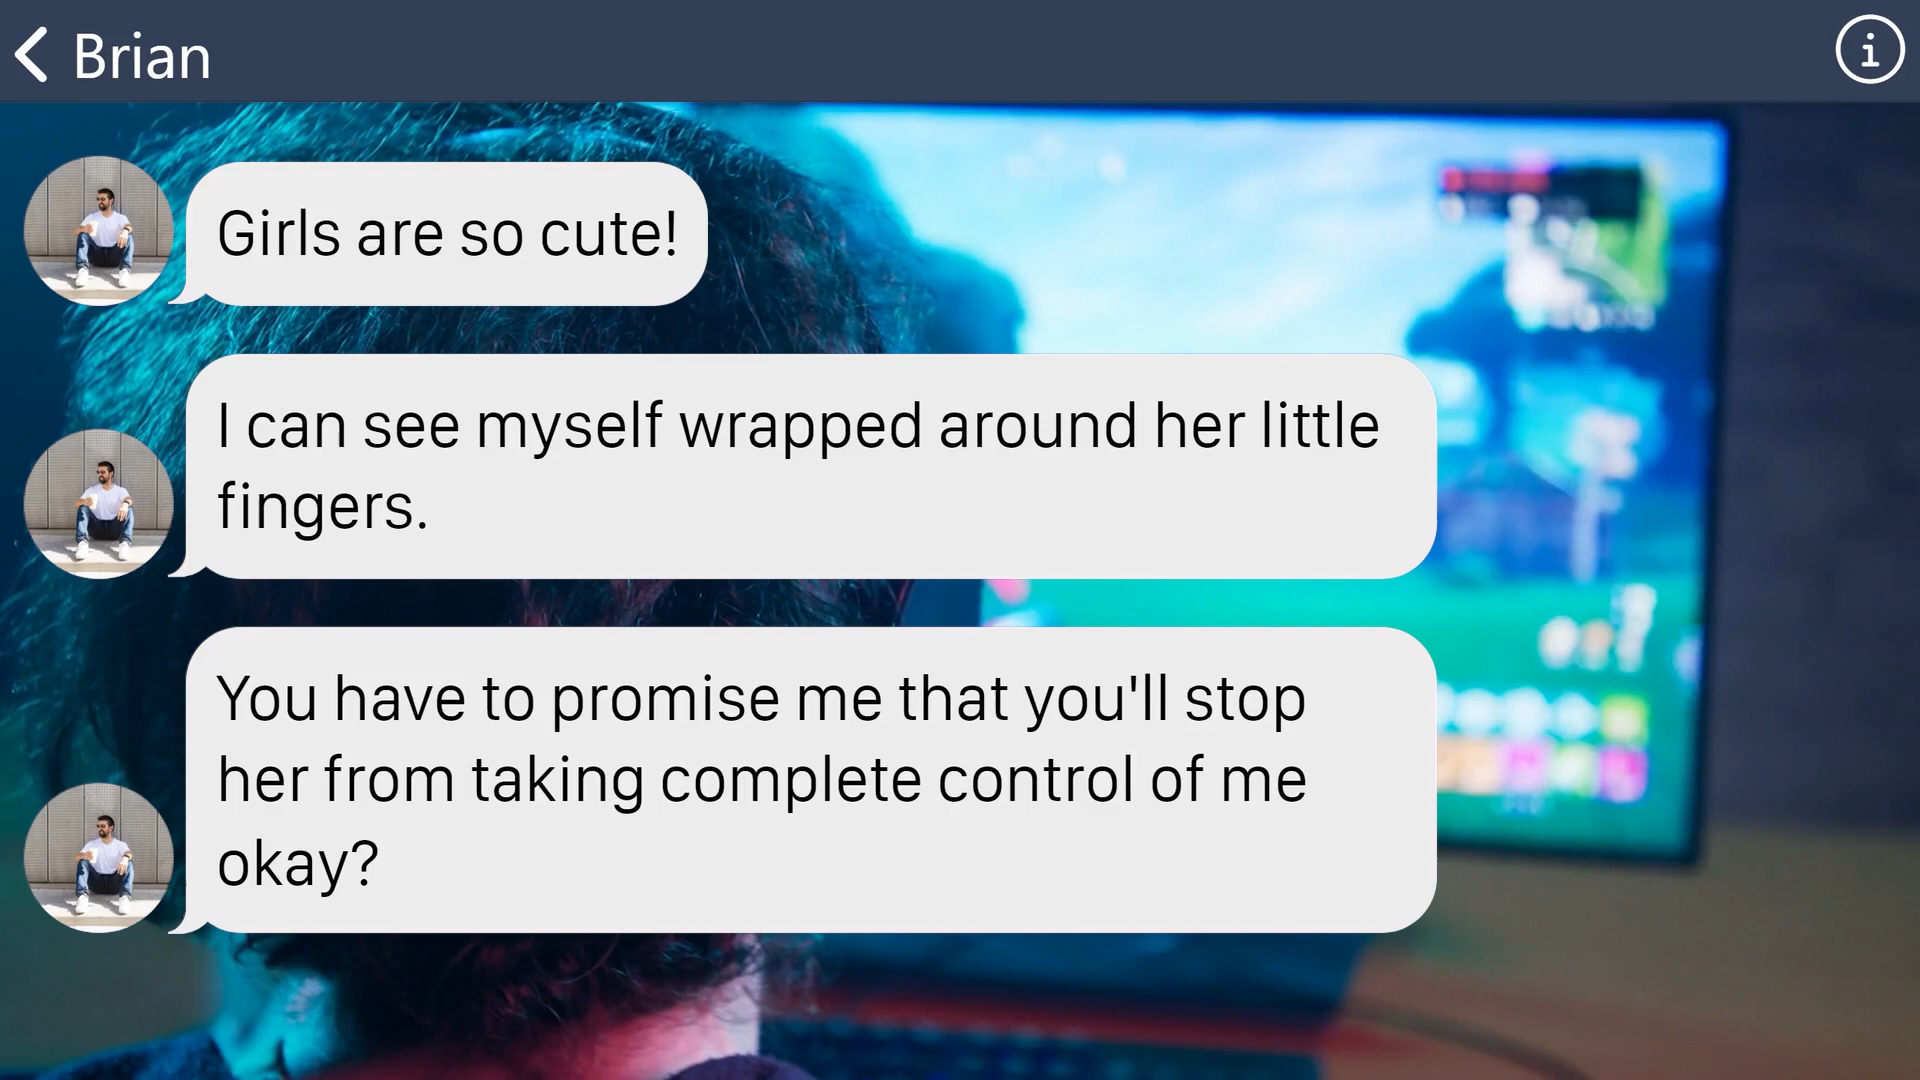 Brian
Girls are so cute!
I can see myself wrapped around her little
fingers.
You have to promise me that you'll stop
her from taking complete control of me
okay?